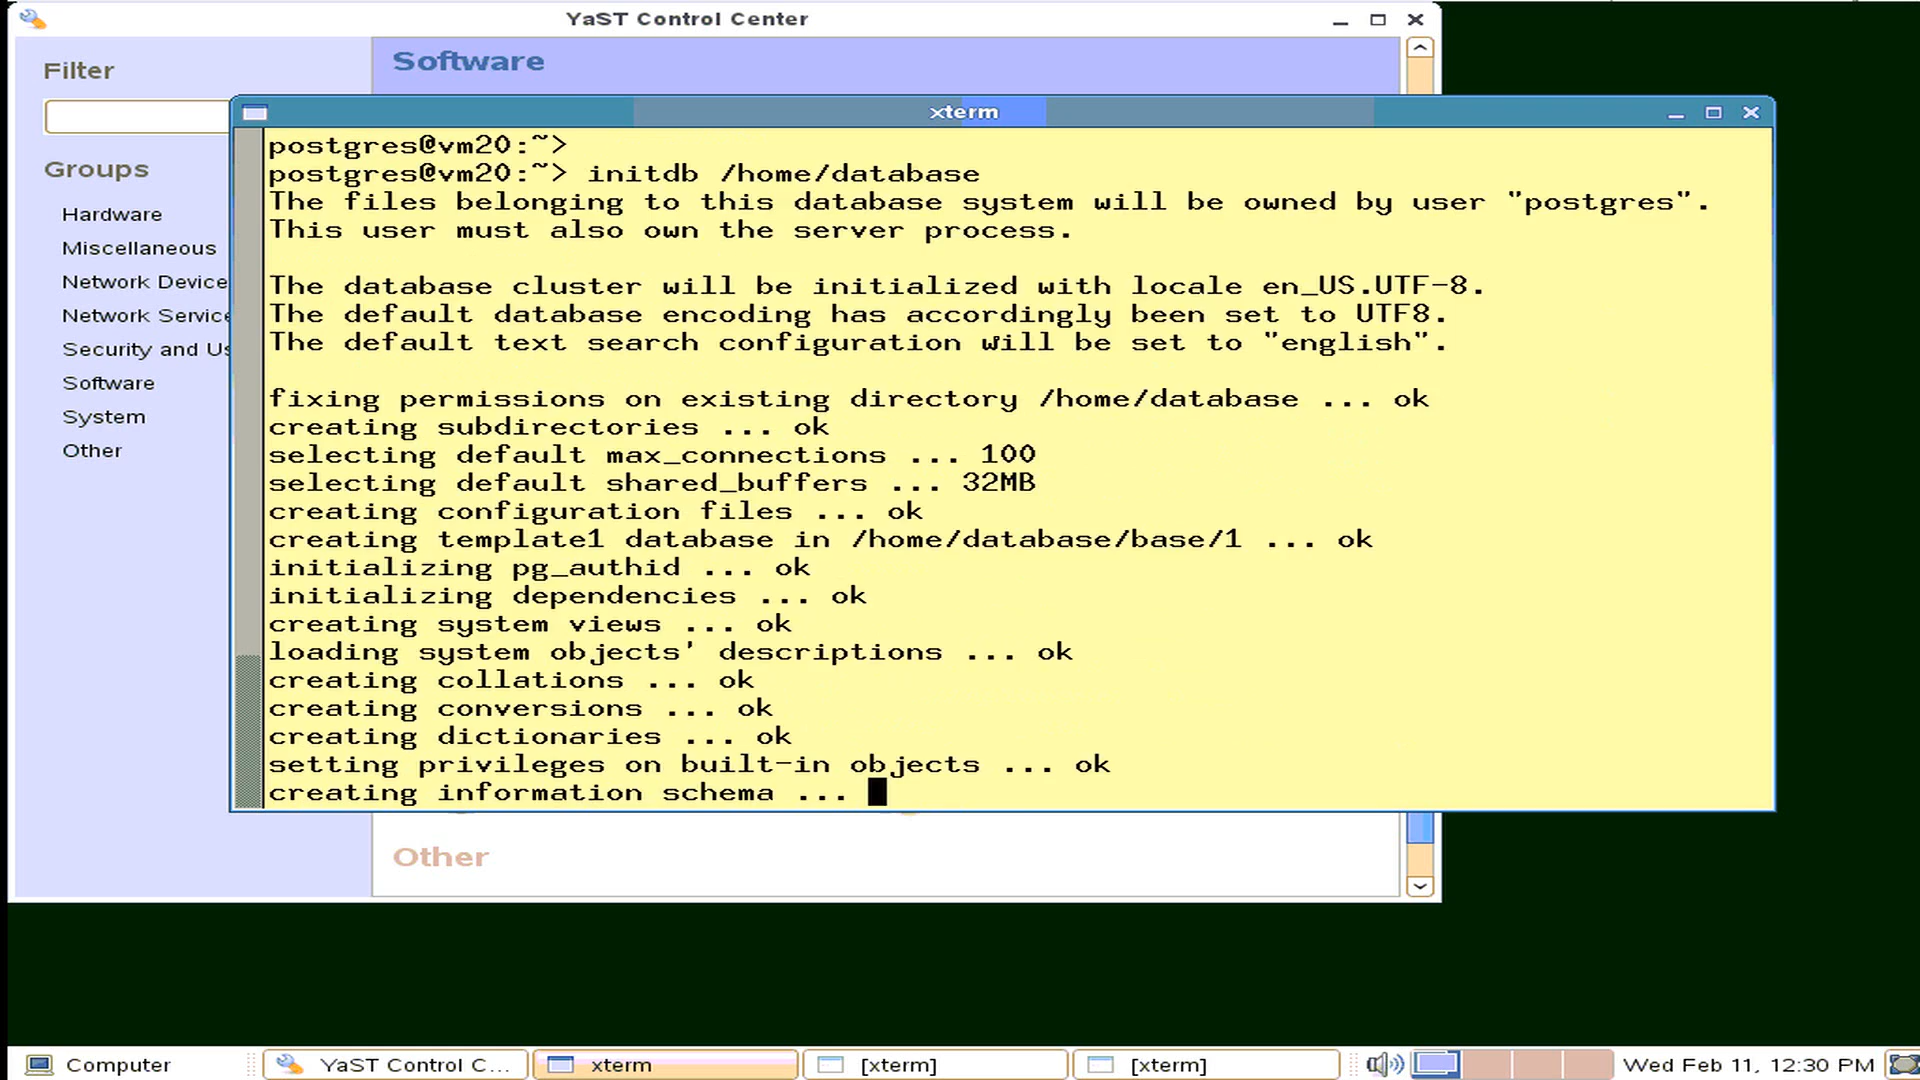 YaST Control Center
Filter
Software
Groups
Hardware
Miscellaneous
Network Device
Network Service
Security and Us
Software
System
Other
xterm
postgres@vm20:~>
postgres@vm20:~> initdb /home/database
The files belonging to this database system will be owned by user "postgres".
This user must also own the server process.
The database cluster will be initialized with locale en_US.UTF-8.
The default database encoding has accordingly been set to UTF8.
The default text search configuration will be set to "english".
fixing permissions on existing directory /home/database ... ok
creating subdirectories ... ok
selecting default max_connections ... 100
selecting default shared_buffers ... 32MB
creating configuration files ... ok
creating template1 database in /home/database/base/1 ... ok
initializing pg_authid ... ok
initializing dependencies ... ok
creating system views ... ok
loading system objects' descriptions ... ok
creating collations ... ok
creating conversions ... ok
creating dictionaries ... ok
setting privileges on built-in objects ... ok
creating information schema ...
Other
Computer
YaST Control C...
xterm
[xterm]
[xterm]
Wed Feb 11, 12:30 PM